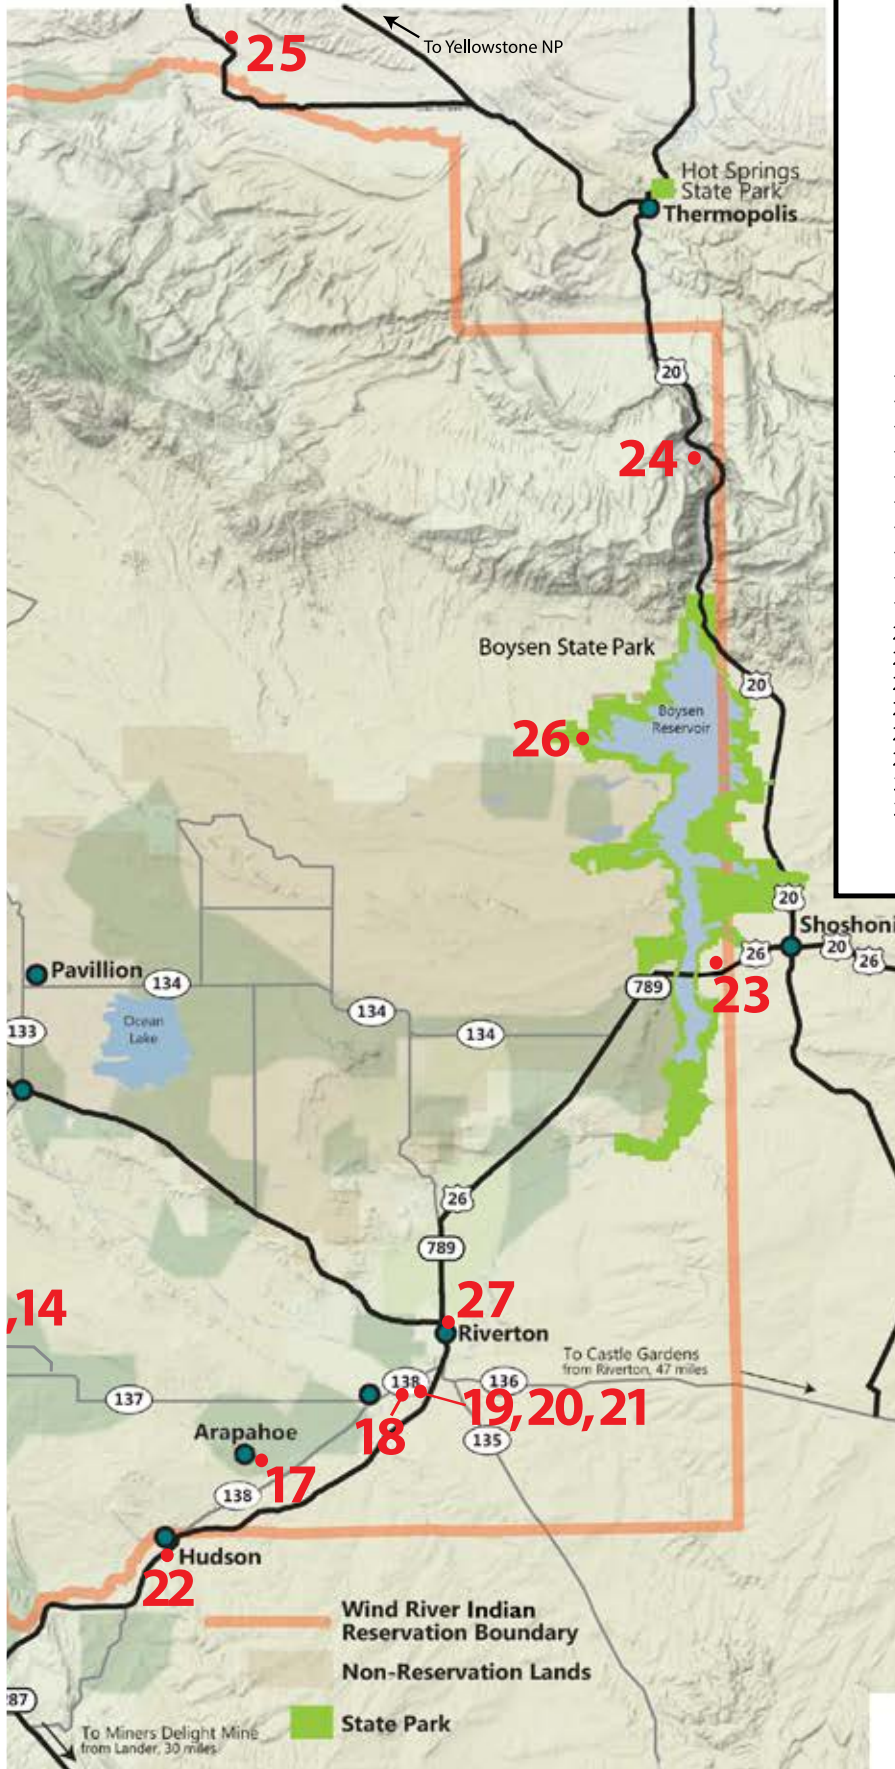 To Yellowstone NP
25
Hot Springs
State Park
Thermopolis
20
24
Boysen State Park
20
Boysen
Reservoir
26
20
Shoshoni
26
20
26
Pavillion
134
789
23
134
Ocean
Lake
133
134
26
789
27
,14
Riverton
To Castle Gardens
from Riverton, 47 miles
138
136
137
19, 20, 21
18
Arapahoe
135
17
138
Hudson
22
Wind River Indian
Reservation Boundary
Non-Reservation Lands
87
State Park
To Miners Delight Mine
from Lander, 30 miles